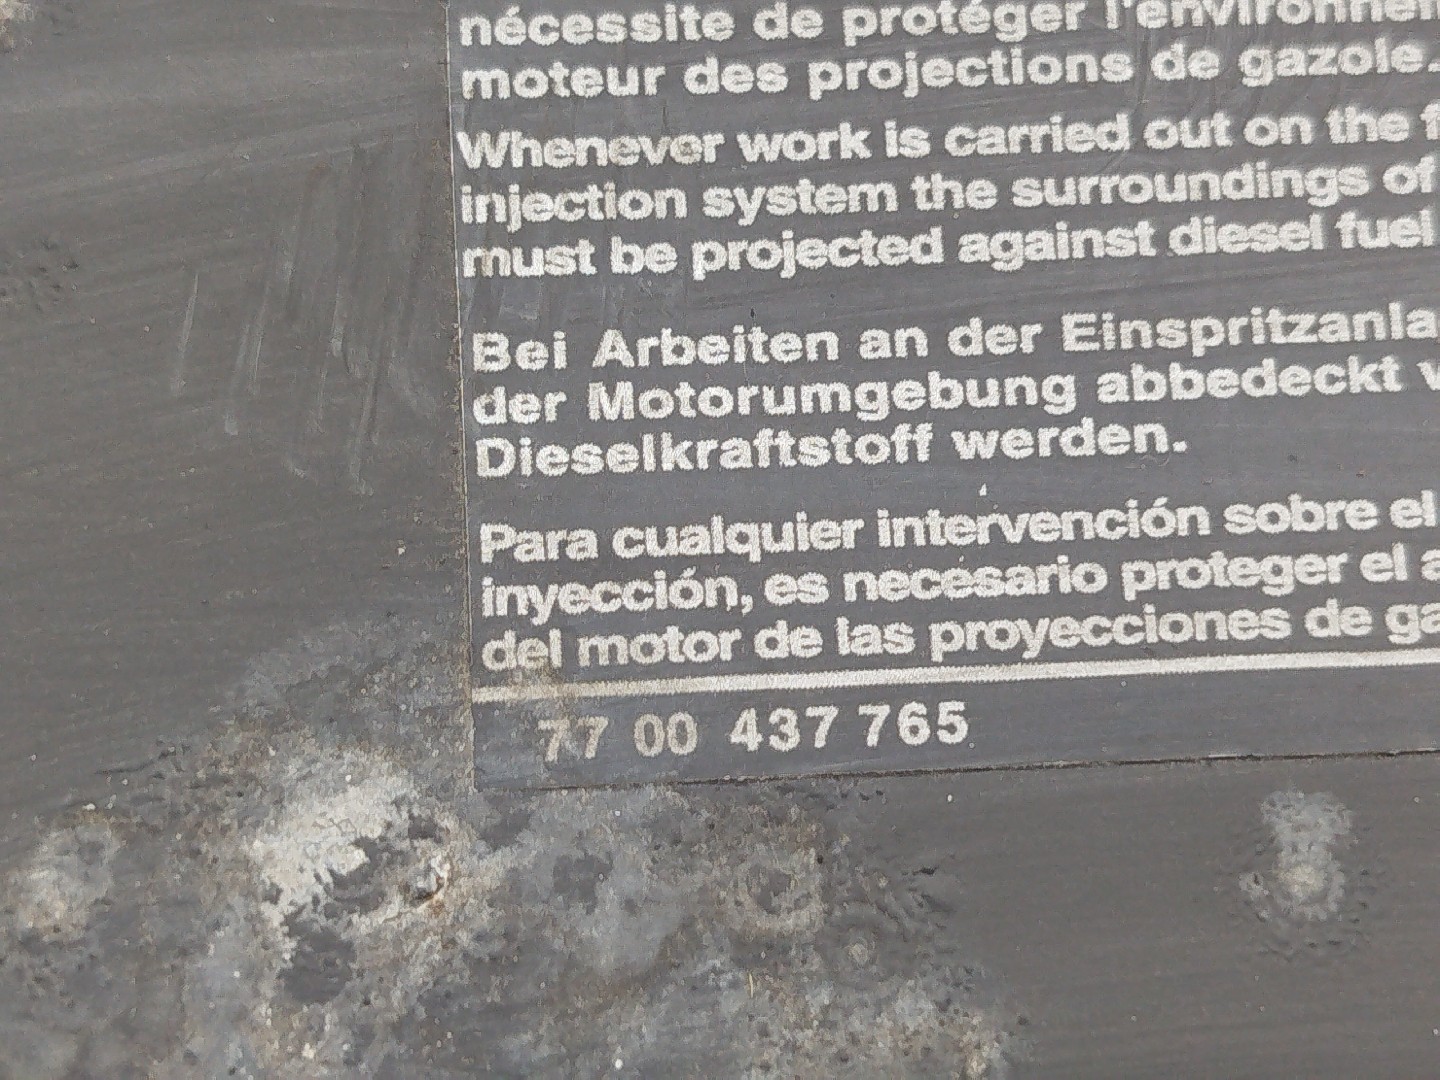 nécessite de protéger
moteur des projections de gazole.
Whenever work is carried out on the
injection system the surroundings of
must be projected against diesel fuel
Bei Arbeiten an der
der Motorumgebung abbedeckt
Dieselkraftstoff werden.
Para cualquier intervención sobre el
inyección, es necesario proteger el
del motor de las proyecciones de
77 00 437 765